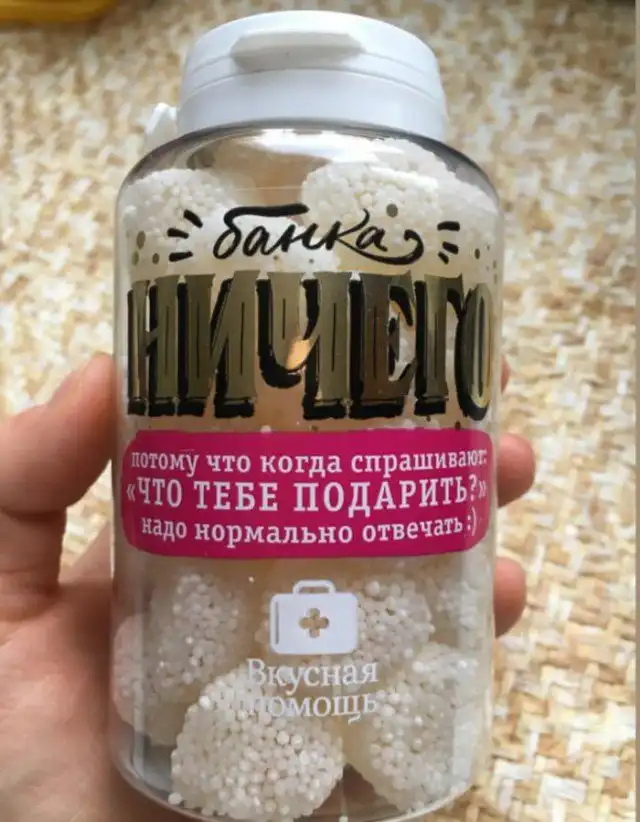 банка
НИЧЕГО
потому что когда спрашивают:
«ЧТО ТЕБЕ ПОДАРИТЬ?»
надо нормально отвечать :)
Вкусная
помощь